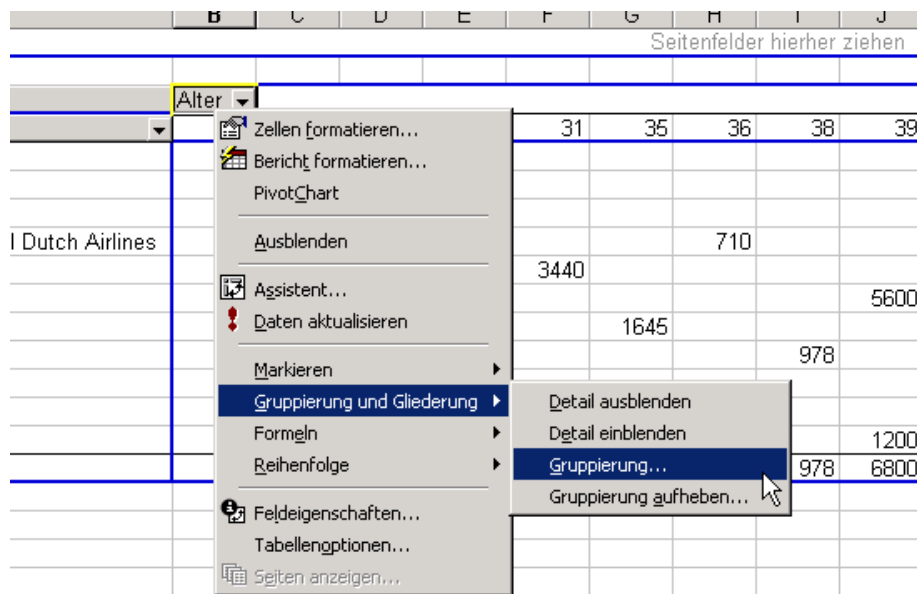 B C D E F G H I J
Seitenfelder hierher ziehen
Alter
31 35 36 38 39
l Dutch Airlines 710
3440
5600
1645
978
1200
978 6800
Zellen formatieren...
Bericht formatieren...
PivotChart
Ausblenden
Assistent...
Daten aktualisieren
Markieren
Gruppierung und Gliederung
Formeln
Reihenfolge
Feldeigenschaften...
Tabellenoptionen...
Seiten anzeigen...
Detail ausblenden
Detail einblenden
Gruppierung...
Gruppierung aufheben...